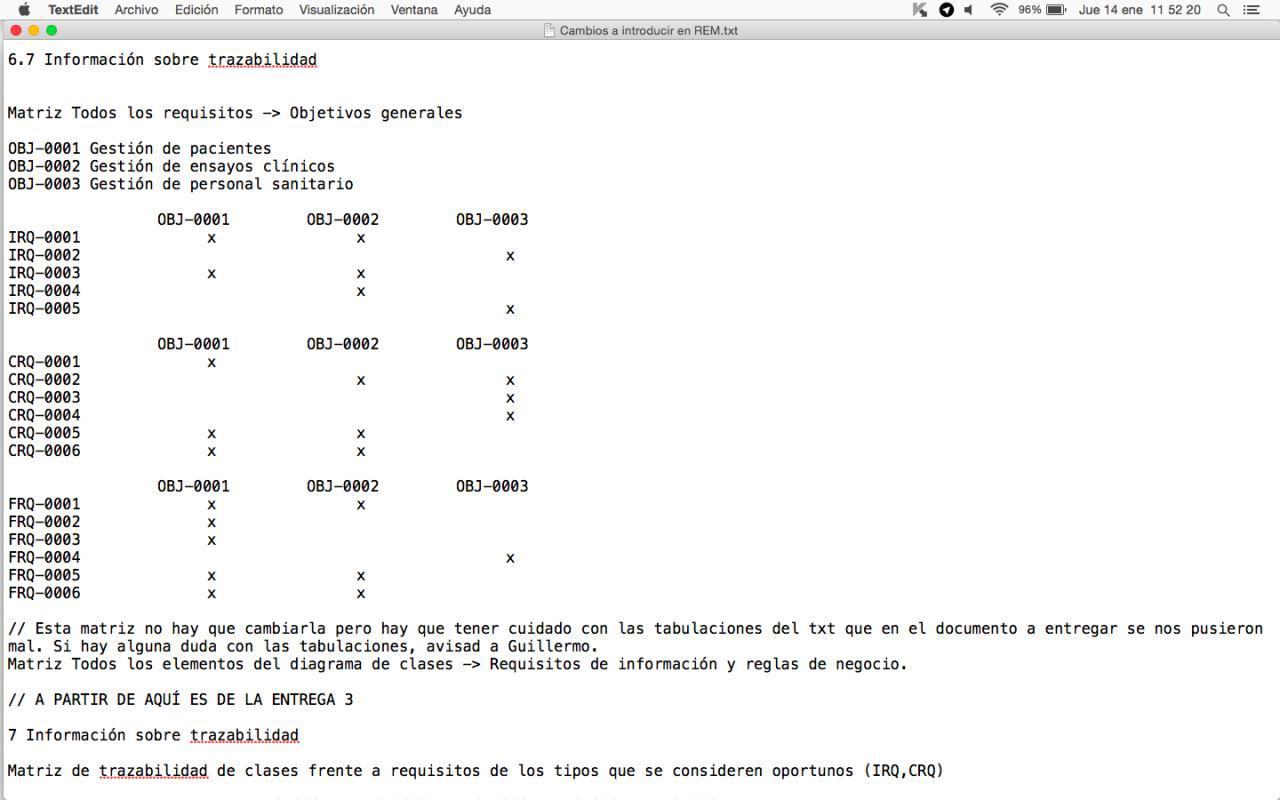 TextEdit Archivo Edición Formato Visualización Ventana Ayuda 96% Jue 14 ene 11 52 20
Cambios a introducir en REM.txt
6.7 Información sobre trazabilidad
Matriz Todos los requisitos -> Objetivos generales
OBJ-0001 Gestión de pacientes
OBJ-0002 Gestión de ensayos clínicos
OBJ-0003 Gestión de personal sanitario
OBJ-0001 OBJ-0002 OBJ-0003
IRQ-0001 x x
IRQ-0002 x
IRQ-0003 x x
IRQ-0004 x
IRQ-0005 x
OBJ-0001 OBJ-0002 OBJ-0003
CRQ-0001 x
CRQ-0002 x x
CRQ-0003 x
CRQ-0004 x
CRQ-0005 x x
CRQ-0006 x x
OBJ-0001 OBJ-0002 OBJ-0003
FRQ-0001 x x
FRQ-0002 x
FRQ-0003 x
FRQ-0004 x
FRQ-0005 x x
FRQ-0006 x x
// Esta matriz no hay que cambiarla pero hay que tener cuidado con las tabulaciones del txt que en el documento a entregar se nos pusieron
mal. Si hay alguna duda con las tabulaciones, avisad a Guillermo.
Matriz Todos los elementos del diagrama de clases -> Requisitos de información y reglas de negocio.
// A PARTIR DE AQUÍ ES DE LA ENTREGA 3
7 Información sobre trazabilidad
Matriz de trazabilidad de clases frente a requisitos de los tipos que se consideren oportunos (IRQ,CRQ)